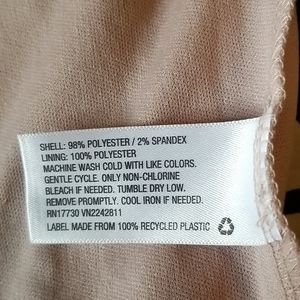 SHELL: 98% POLYESTER / 2% SPANDEX
LINING: 100% POLYESTER
MACHINE WASH COLD WITH LIKE COLORS.
GENTLE CYCLE. ONLY NON-CHLORINE
BLEACH IF NEEDED. TUMBLE DRY LOW.
REMOVE PROMPTLY. COOL IRON IF NEEDED.
RN17730 VN2242811
LABEL MADE FROM 100% RECYCLED PLASTIC